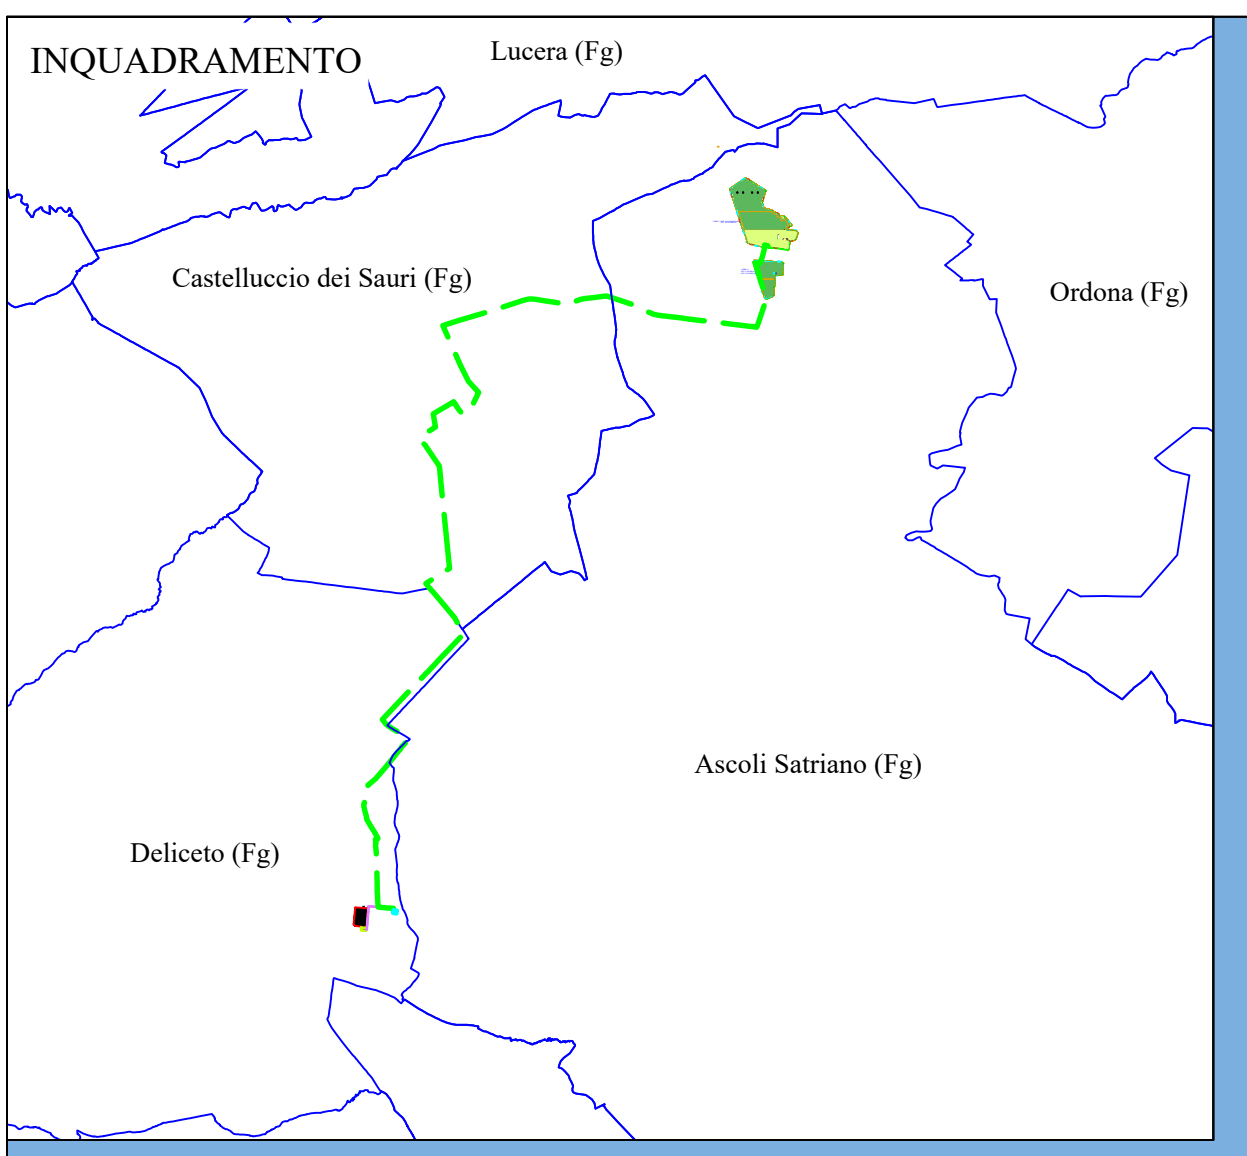 INQUADRAMENTO
Lucera (Fg)
Castelluccio dei Sauri (Fg)
Ordona (Fg)
Ascoli Satriano (Fg)
Deliceto (Fg)